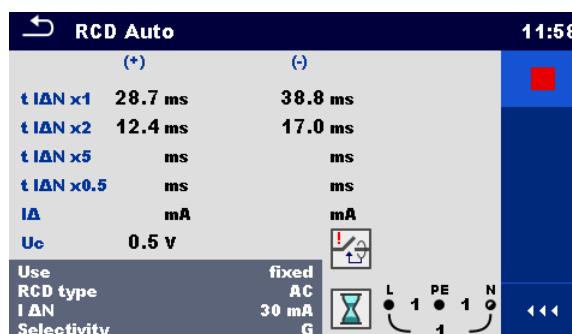 RCD Auto 11:58
(+) (-)
t IΔN x1 28.7 ms 38.8 ms
t IΔN x2 12.4 ms 17.0 ms
t IΔN x5 ms ms
t IΔN x0.5 ms ms
IΔ mA mA
Uc 0.5 V
Use fixed
RCD type AC
I ΔN 30 mA
Selectivity G
L PE N
1 1
1